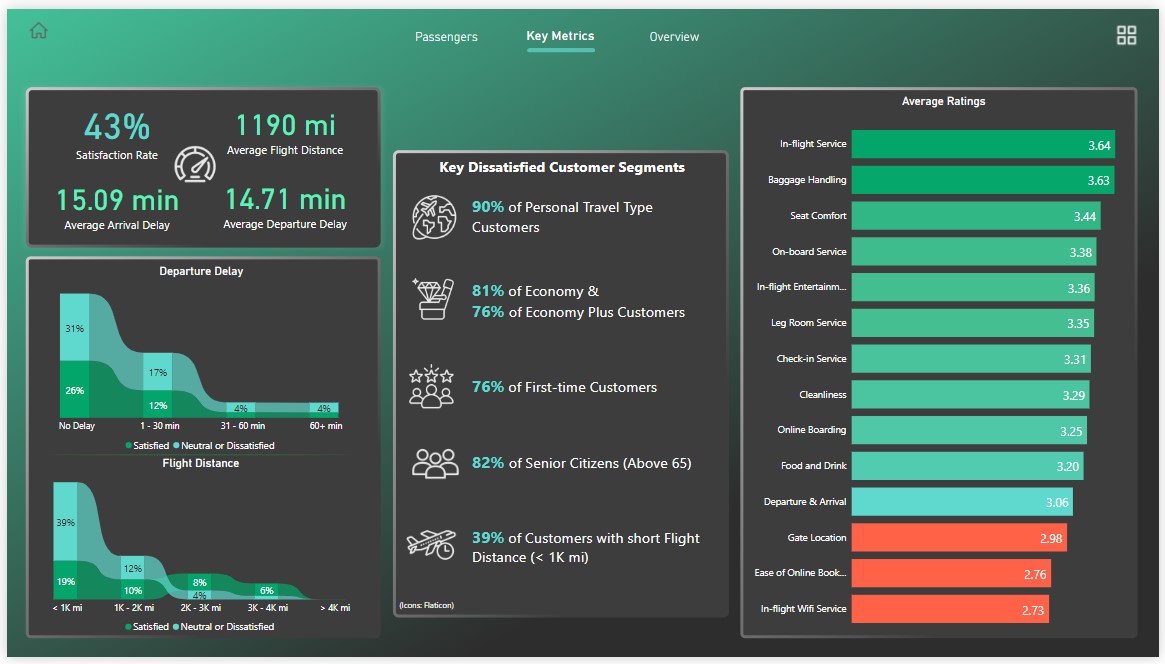 Passengers
Key Metrics
Overview
43%
Satisfaction Rate
1190 mi
Average Flight Distance
15.09 min
Average Arrival Delay
14.71 min
Average Departure Delay
Departure Delay
31%
26%
17%
12%
4%
4%
No Delay
1 - 30 min
31 - 60 min
60+ min
Satisfied
Neutral or Dissatisfied
Flight Distance
39%
19%
12%
10%
8%
4%
6%
< 1K mi
1K - 2K mi
2K - 3K mi
3K - 4K mi
> 4K mi
Satisfied
Neutral or Dissatisfied
Key Dissatisfied Customer Segments
90% of Personal Travel Type
Customers
81% of Economy &
76% of Economy Plus Customers
76% of First-time Customers
82% of Senior Citizens (Above 65)
39% of Customers with short Flight
Distance (< 1K mi)
(Icons: Flaticon)
Average Ratings
In-flight Service 3.64
Baggage Handling 3.63
Seat Comfort 3.44
On-board Service 3.38
In-flight Entertainm... 3.36
Leg Room Service 3.35
Check-in Service 3.31
Cleanliness 3.29
Online Boarding 3.25
Food and Drink 3.20
Departure & Arrival 3.06
Gate Location 2.98
Ease of Online Book... 2.76
In-flight Wifi Service 2.73